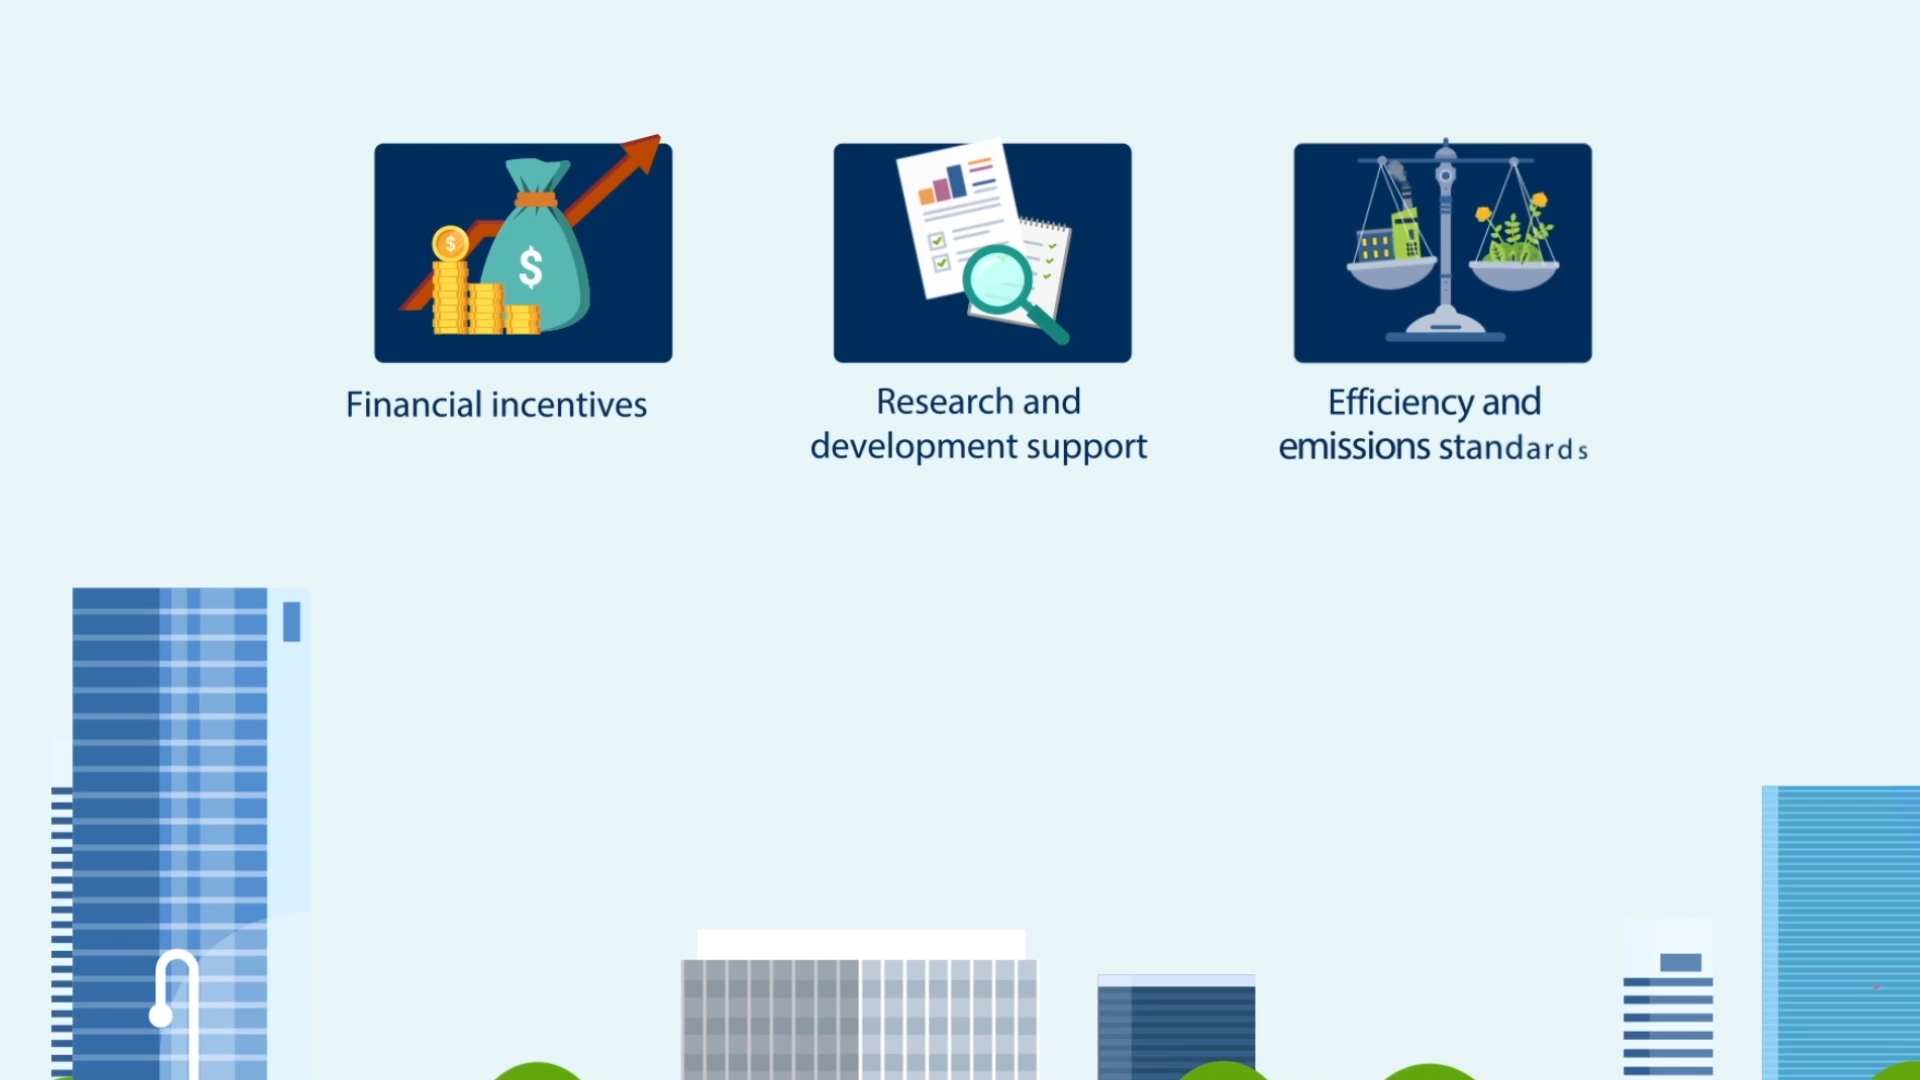 $
$
Financial incentives
Research and
development support
Efficiency and
emissions standards